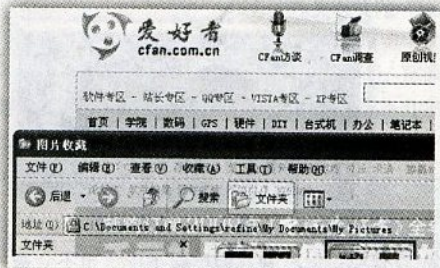 爱好者
cfan.com.cn
CFan访谈 CFan调查 原创
软件专区 - 站长专区 - QQ专区 - VISTA专区 - XP专区
首页 | 学院 | 数码 | GPS | 硬件 | DIY | 台式机 | 办公 | 笔记本 |
图片收藏
文件(F) 编辑(E) 查看(V) 收藏(A) 工具(T) 帮助(H)
后退 搜索 文件夹
地址(D) C:\Documents and Settings\refine\My Documents\My Pictures
文件夹 ×